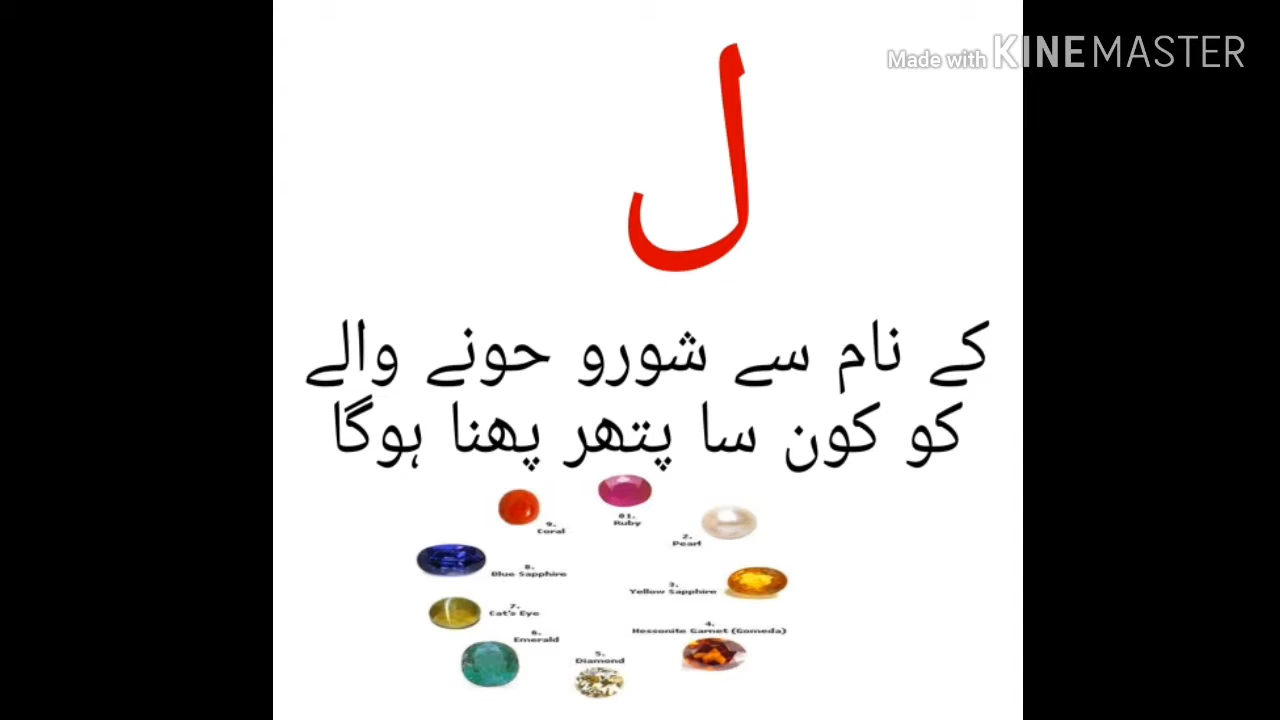 Made with KINEMASTER
ل
کے نام سے شورو حونے والے
کو کون سا پتھر پھنا ہوگا
01.
Ruby
9.
Coral
2.
Pearl
8.
Blue Sapphire
3.
Yellow Sapphire
7.
Cat's Eye
4.
Hessonite Garnet (Gomeda)
6.
Emerald
5.
Diamond